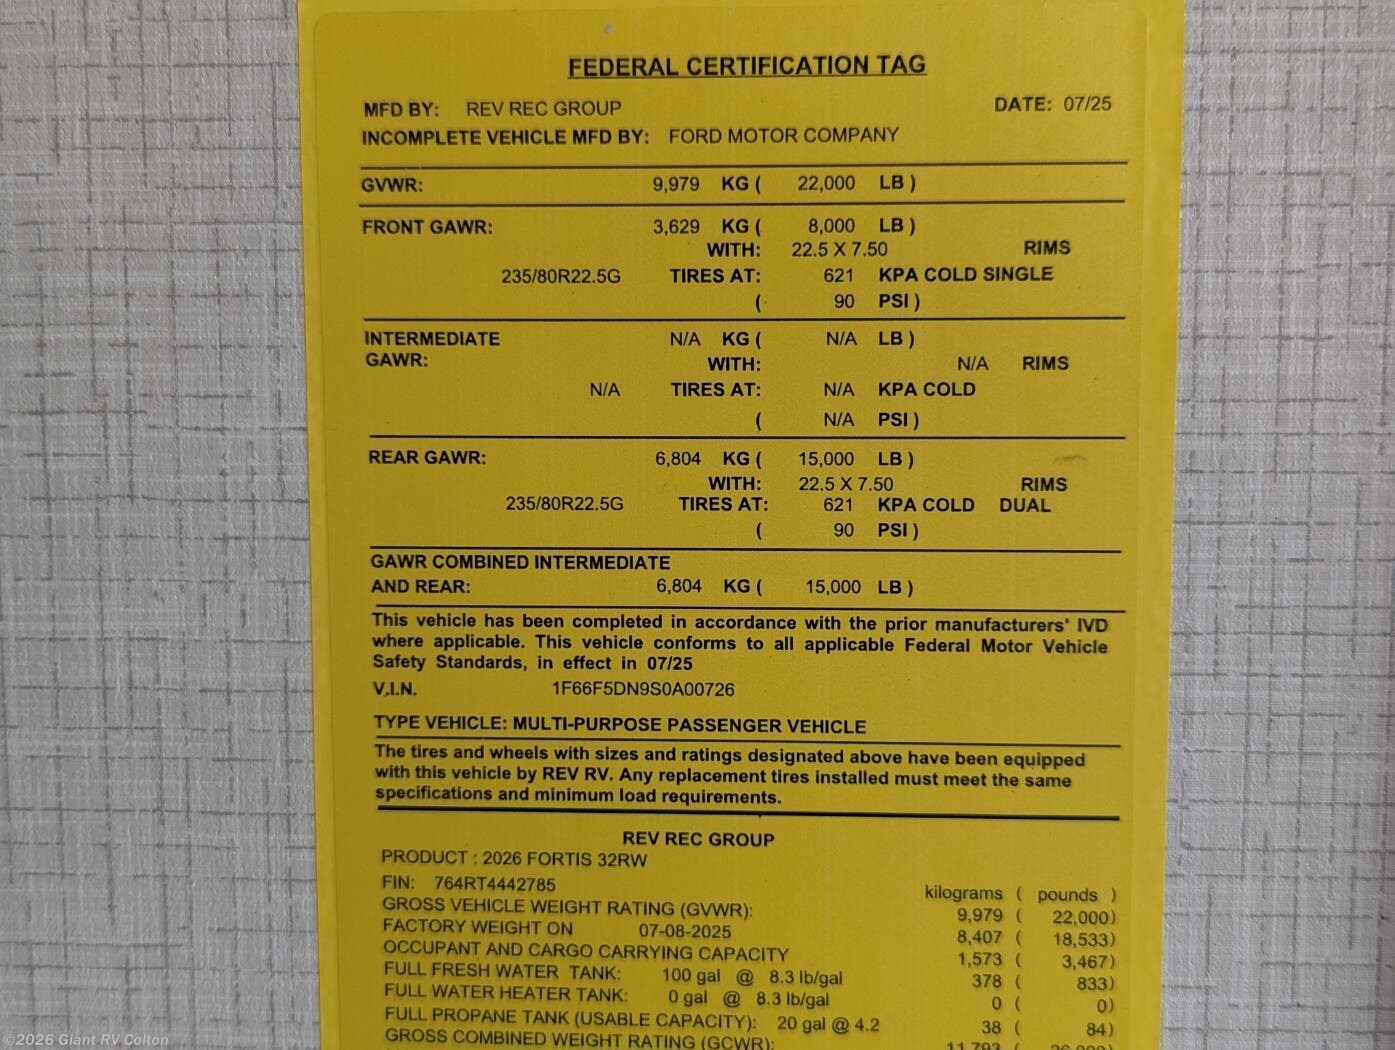 FEDERAL CERTIFICATION TAG
MFD BY: REV REC GROUP DATE: 07/25
INCOMPLETE VEHICLE MFD BY: FORD MOTOR COMPANY
GVWR: 9,979 KG ( 22,000 LB )
FRONT GAWR: 3,629 KG ( 8,000 LB )
WITH: 22.5 X 7.50 RIMS
235/80R22.5G TIRES AT: 621 KPA COLD SINGLE
( 90 PSI )
INTERMEDIATE N/A KG ( N/A LB )
GAWR: WITH: N/A RIMS
N/A TIRES AT: N/A KPA COLD
( N/A PSI )
REAR GAWR: 6,804 KG ( 15,000 LB )
WITH: 22.5 X 7.50 RIMS
235/80R22.5G TIRES AT: 621 KPA COLD DUAL
( 90 PSI )
GAWR COMBINED INTERMEDIATE
AND REAR: 6,804 KG ( 15,000 LB )
This vehicle has been completed in accordance with the prior manufacturers' IVD
where applicable. This vehicle conforms to all applicable Federal Motor Vehicle
Safety Standards, in effect in 07/25
V.I.N. 1F66F5DN9S0A00726
TYPE VEHICLE: MULTI-PURPOSE PASSENGER VEHICLE
The tires and wheels with sizes and ratings designated above have been equipped
with this vehicle by REV RV. Any replacement tires installed must meet the same
specifications and minimum load requirements.
REV REC GROUP
PRODUCT : 2026 FORTIS 32RW
FIN: 764RT4442785 kilograms ( pounds )
GROSS VEHICLE WEIGHT RATING (GVWR): 9,979 ( 22,000)
FACTORY WEIGHT ON 07-08-2025 8,407 ( 18,533)
OCCUPANT AND CARGO CARRYING CAPACITY 1,573 ( 3,467)
FULL FRESH WATER TANK: 100 gal @ 8.3 lb/gal 378 ( 833)
FULL WATER HEATER TANK: 0 gal @ 8.3 lb/gal 0 ( 0)
FULL PROPANE TANK (USABLE CAPACITY): 20 gal @ 4.2 38 ( 84)
GROSS COMBINED WEIGHT RATING (GCWR): 11,793 (
©2026 Giant RV Colton